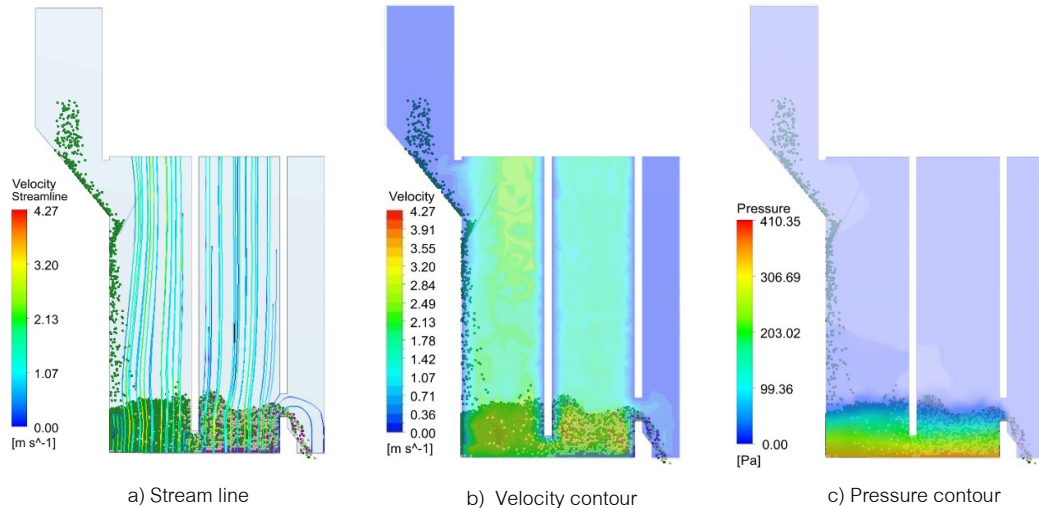 Velocity
Streamline
4.27
3.20
2.13
1.07
0.00
[m s^-1]
a) Stream line
Velocity
4.27
3.91
3.55
3.20
2.84
2.49
2.13
1.78
1.42
1.07
0.71
0.36
0.00
[m s^-1]
b) Velocity contour
Pressure
410.35
306.69
203.02
99.36
0.00
[Pa]
c) Pressure contour